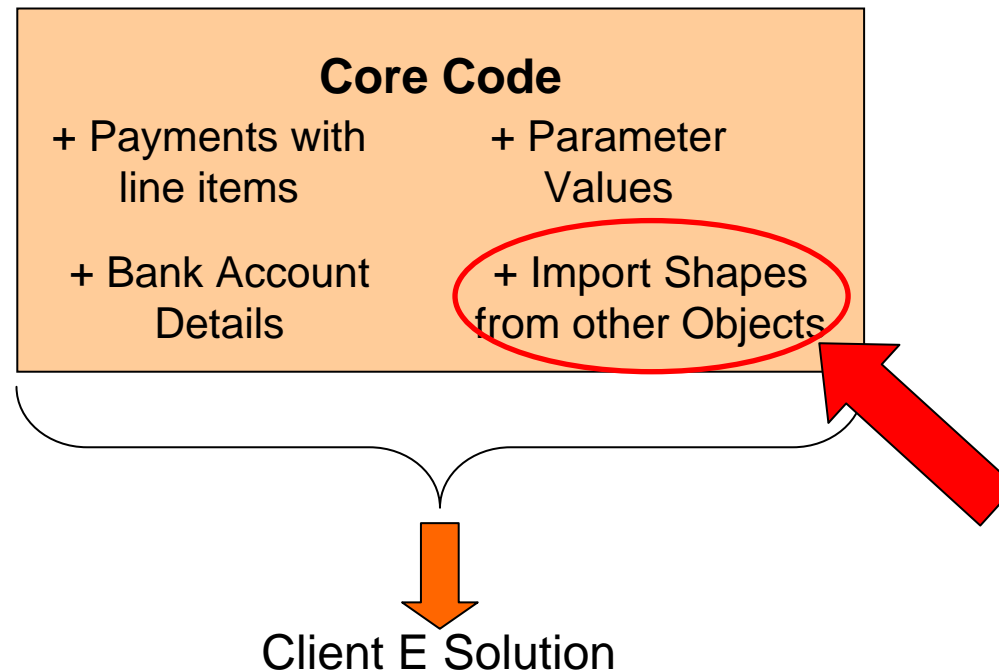 Core Code
+ Payments with
line items
+ Parameter
Values
+ Bank Account
Details
+ Import Shapes
from other Objects
Client E Solution